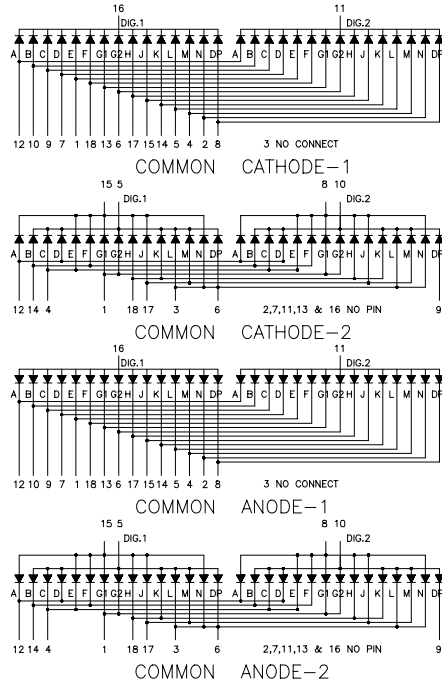 16 11
DIG.1 DIG.2
A B C D E F G1 G2 H J K L M N DP A B C D E F G1 G2 H J K L M N DP
12 10 9 7 1 18 13 6 17 15 14 5 4 2 8 3 NO CONNECT
COMMON CATHODE-1
15 5 8 10
DIG.1 DIG.2
A B C D E F G1 G2 H J K L M N DP A B C D E F G1 G2 H J K L M N DP
12 14 4 1 18 17 3 6 2,7,11,13 & 16 NO PIN 9
COMMON CATHODE-2
16 11
DIG.1 DIG.2
A B C D E F G1 G2 H J K L M N DP A B C D E F G1 G2 H J K L M N DP
12 10 9 7 1 18 13 6 17 15 14 5 4 2 8 3 NO CONNECT
COMMON ANODE-1
15 5 8 10
DIG.1 DIG.2
A B C D E F G1 G2 H J K L M N DP A B C D E F G1 G2 H J K L M N DP
12 14 4 1 18 17 3 6 2,7,11,13 & 16 NO PIN 9
COMMON ANODE-2